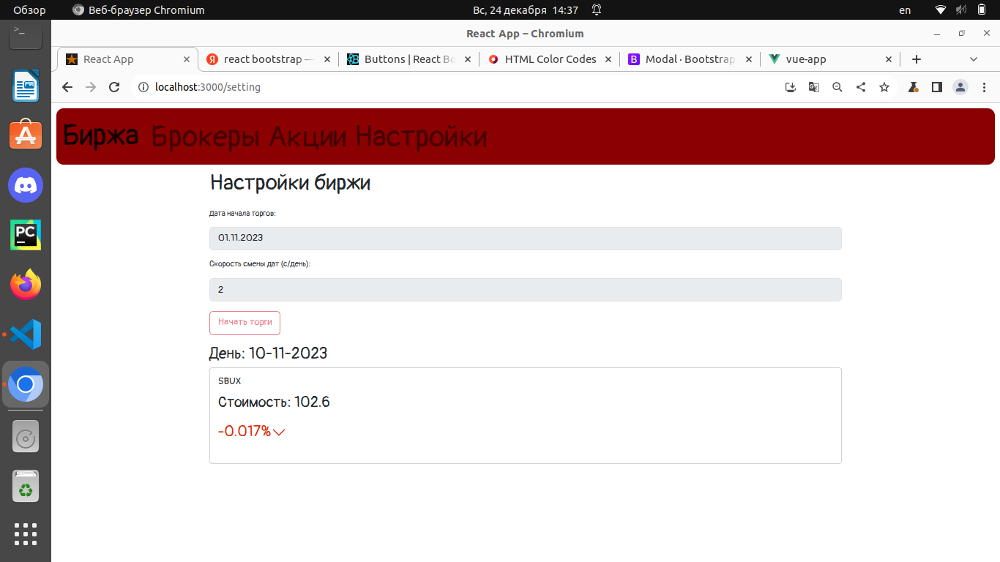 Обзор Веб-браузер Chromium Вс, 24 декабря 14:37 en
React App – Chromium
React App react bootstrap — Buttons | React Bo HTML Color Codes Modal · Bootstrap vue-app
localhost:3000/setting
Биржа Брокеры Акции Настройки
Настройки биржи
Дата начала торгов:
01.11.2023
Скорость смены дат (с/день):
2
Начать торги
День: 10-11-2023
SBUX
Стоимость: 102.6
-0.017%
PC